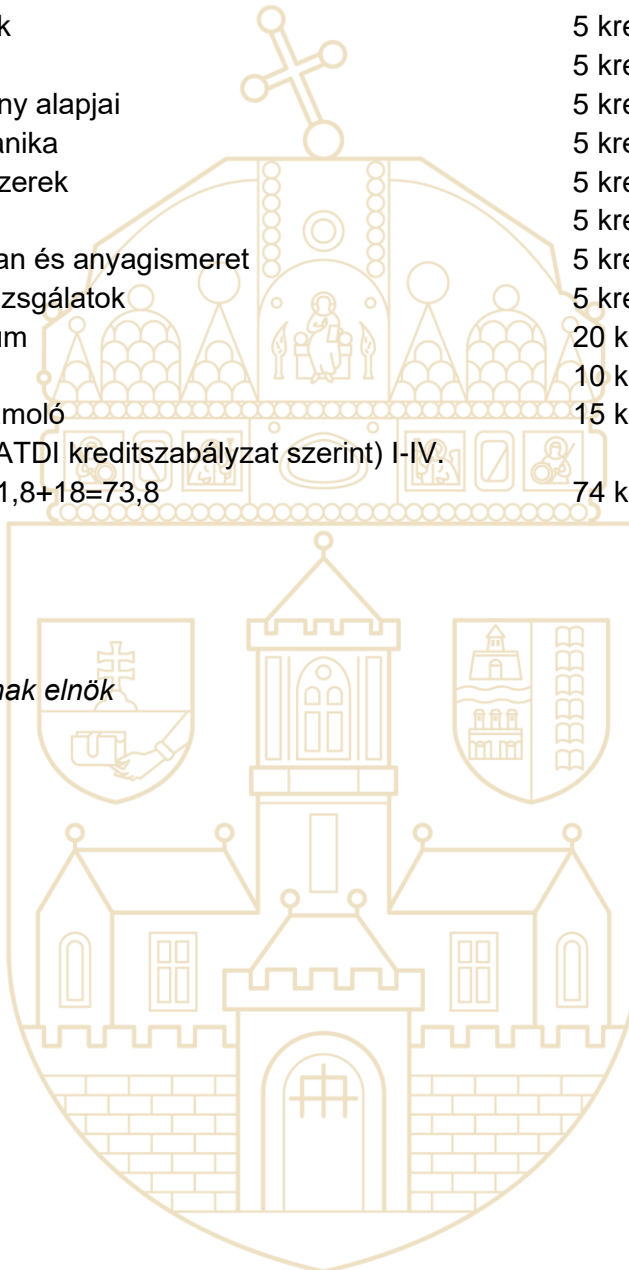 k 5 kre
5 kre
ny alapjai 5 kre
anika 5 kre
szerek 5 kre
5 kre
an és anyagismeret 5 kre
izsgálatok 5 kre
um 20 k
10 k
moló 15 k
ATDI kreditszabályzat szerint) I-IV.
1,8+18=73,8 74 k
nak elnök